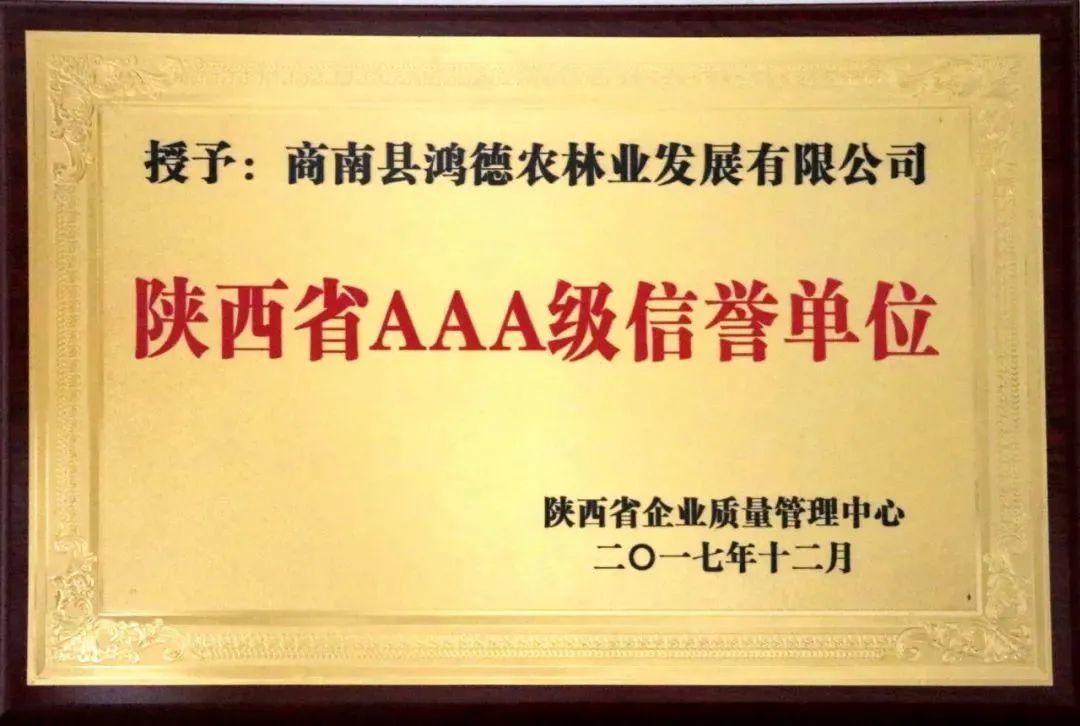 授予：商南县鸿德农林业发展有限公司
陕西省AAA级信誉单位
陕西省企业质量管理中心
二〇一七年十二月